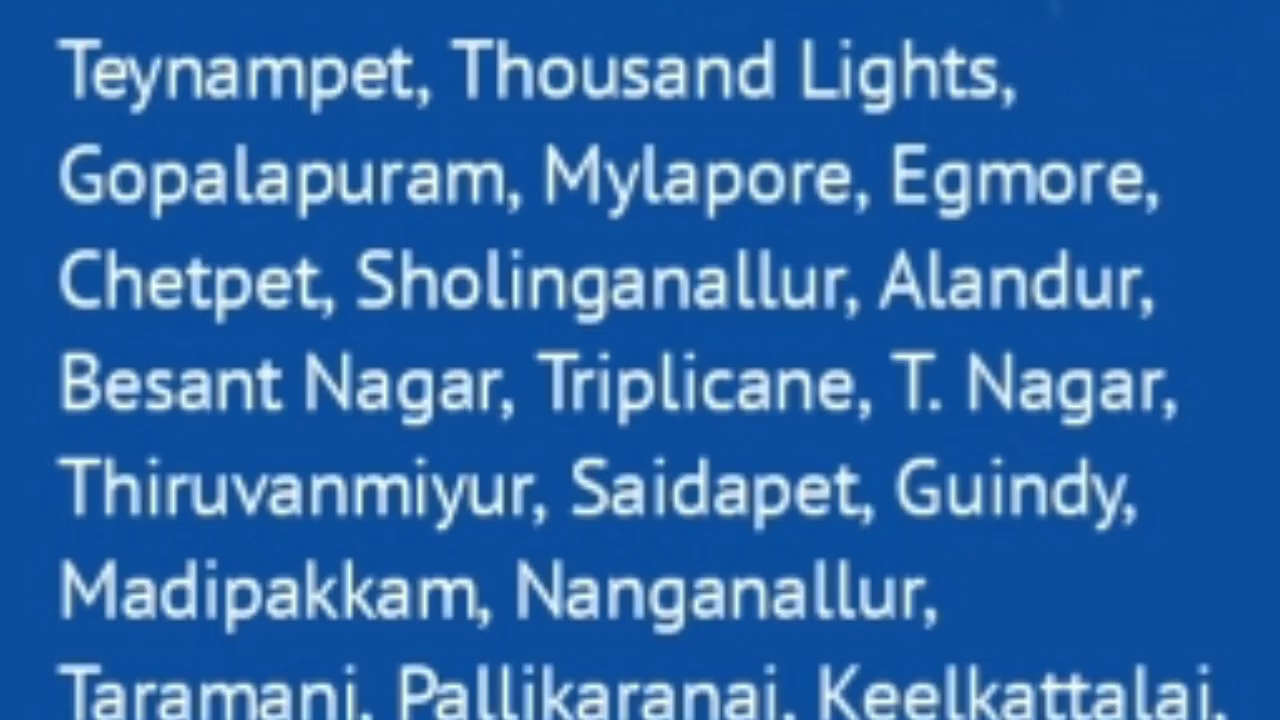 Teynampet, Thousand Lights,
Gopalapuram, Mylapore, Egmore,
Chetpet, Sholinganallur, Alandur,
Besant Nagar, Triplicane, T. Nagar,
Thiruvanmiyur, Saidapet, Guindy,
Madipakkam, Nanganallur,
Taramani, Pallikaranai, Keelkattalai,